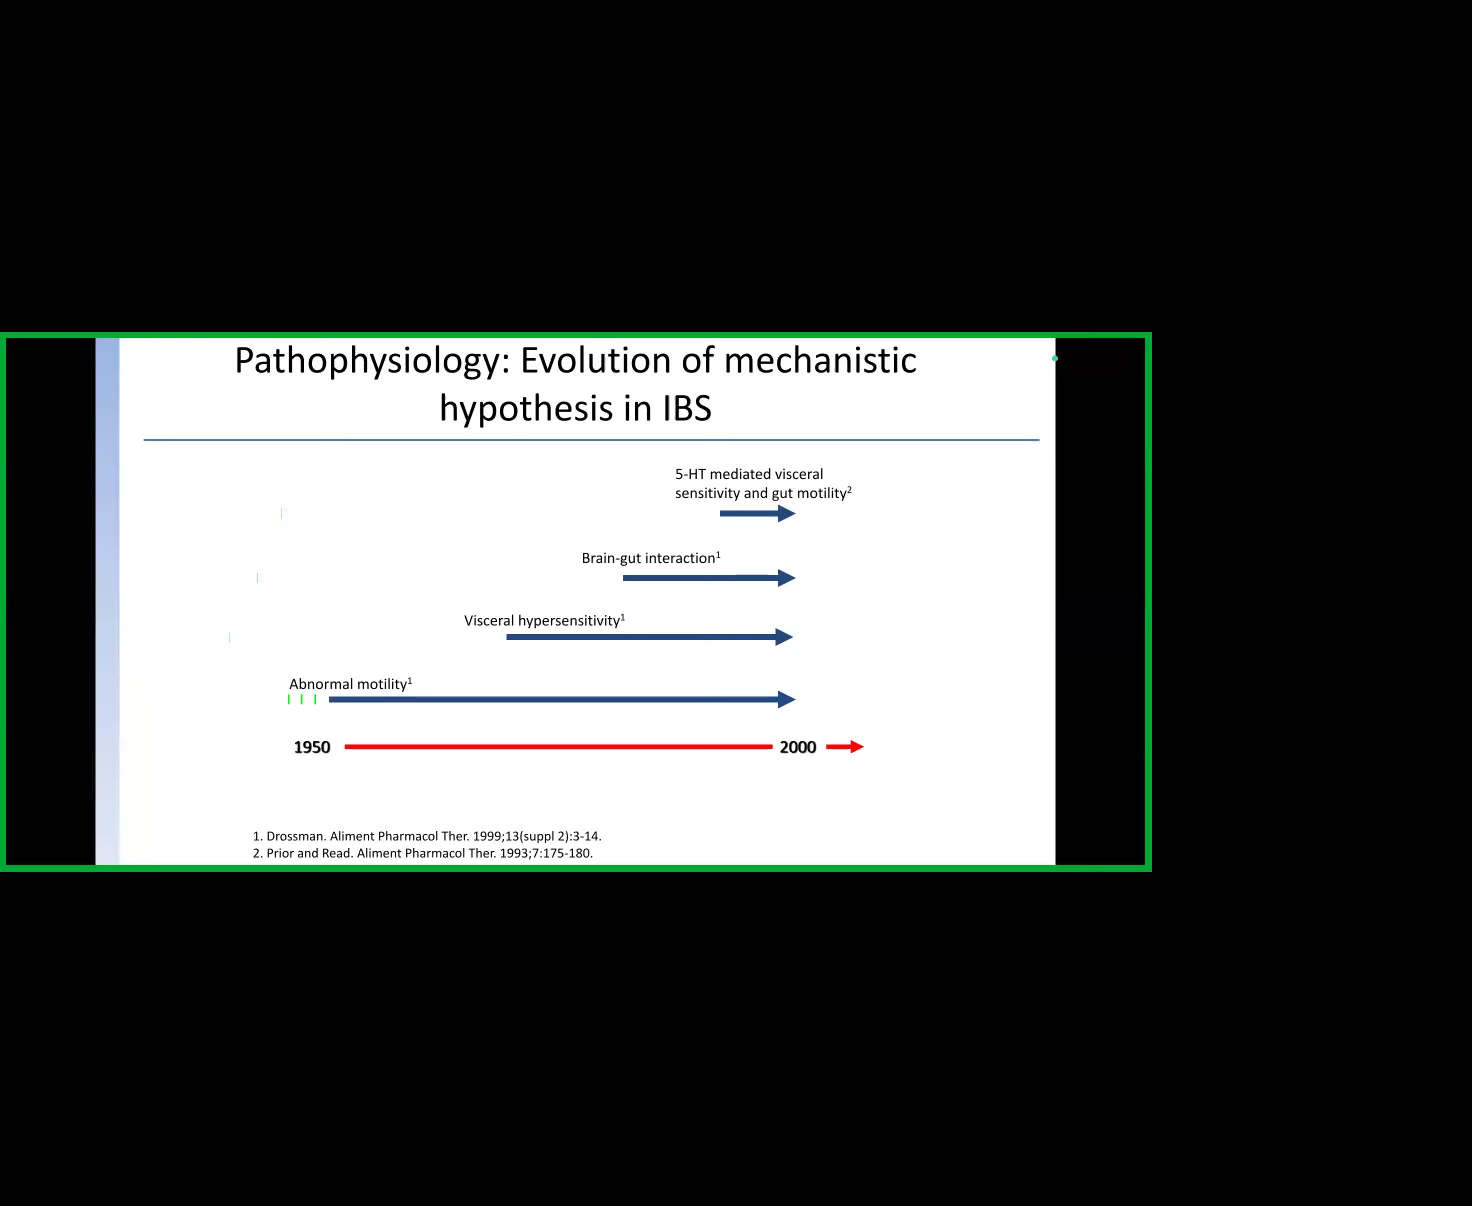 Pathophysiology: Evolution of mechanistic
hypothesis in IBS
5-HT mediated visceral
sensitivity and gut motility²
Brain-gut interaction¹
Visceral hypersensitivity¹
Abnormal motility¹
1950 2000
1. Drossman. Aliment Pharmacol Ther. 1999;13(suppl 2):3-14.
2. Prior and Read. Aliment Pharmacol Ther. 1993;7:175-180.